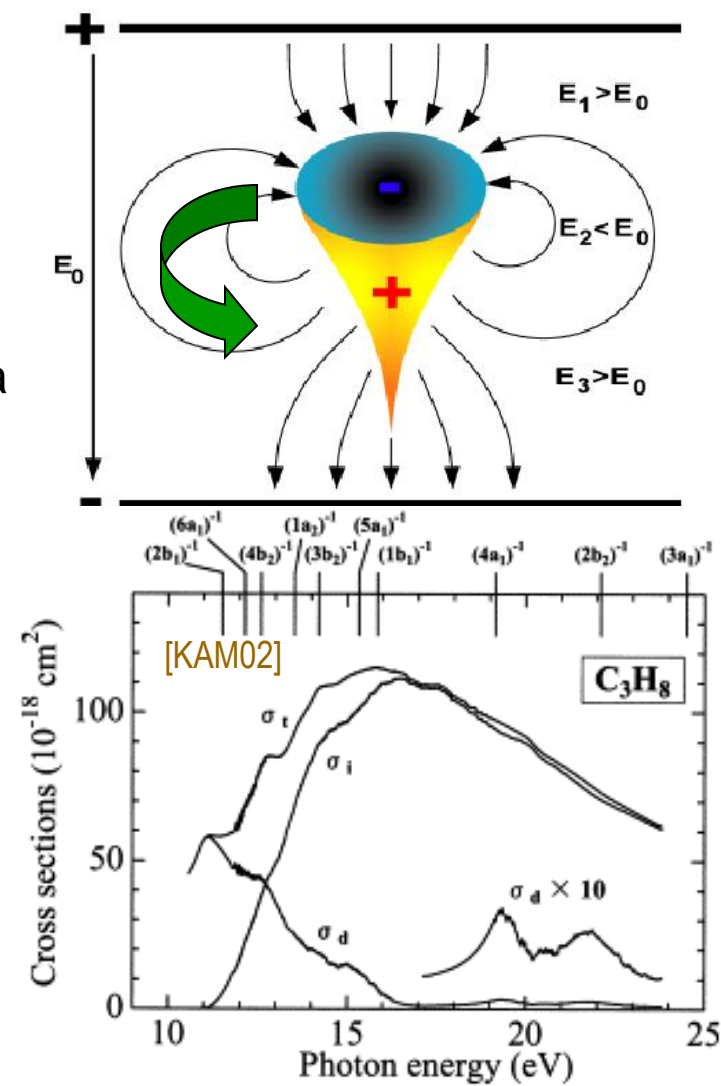 +
E₁>E₀
-
E₂<E₀
E₀
+
a
E₃>E₀
-
(6a₁)⁻¹ (1a₂)⁻¹ (5a₁)⁻¹
(2b₁)⁻¹ (4b₂)⁻¹ (3b₂)⁻¹ (1b₁)⁻¹ (4a₁)⁻¹ (2b₂)⁻¹ (3a₁)⁻¹
[KAM02]
C₃H₈
Cross sections (10⁻¹⁸ cm²)
100
σ t
σ i
50
σ d × 10
σ d
0
10 15 20 25
Photon energy (eV)